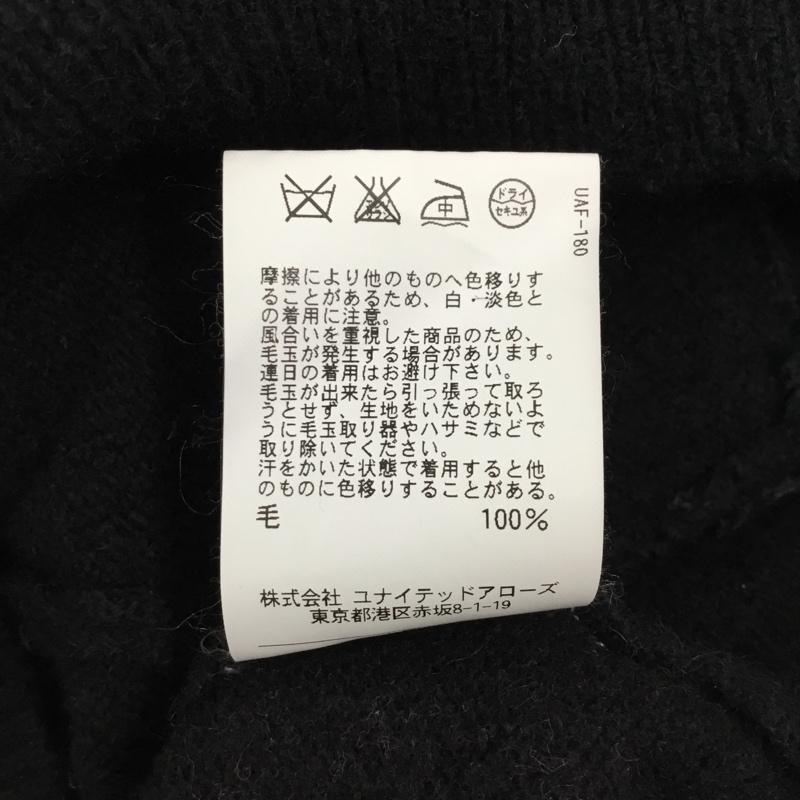 エンソ
サラシ
中
ドライ
セキユ系
UAF-180
摩擦により他のものへ色移りす
ることがあるため、白・淡色と
の着用に注意。
風合いを重視した商品のため、
毛玉が発生する場合があります。
連日の着用はお避け下さい。
毛玉が出来たら引っ張って取ろ
うとせず、生地をいためないよ
うに毛玉取り器やハサミなどで
取り除いてください。
汗をかいた状態で着用すると他
のものに色移りすることがある。
毛 100%
株式会社 ユナイテッドアローズ
東京都港区赤坂8-1-19